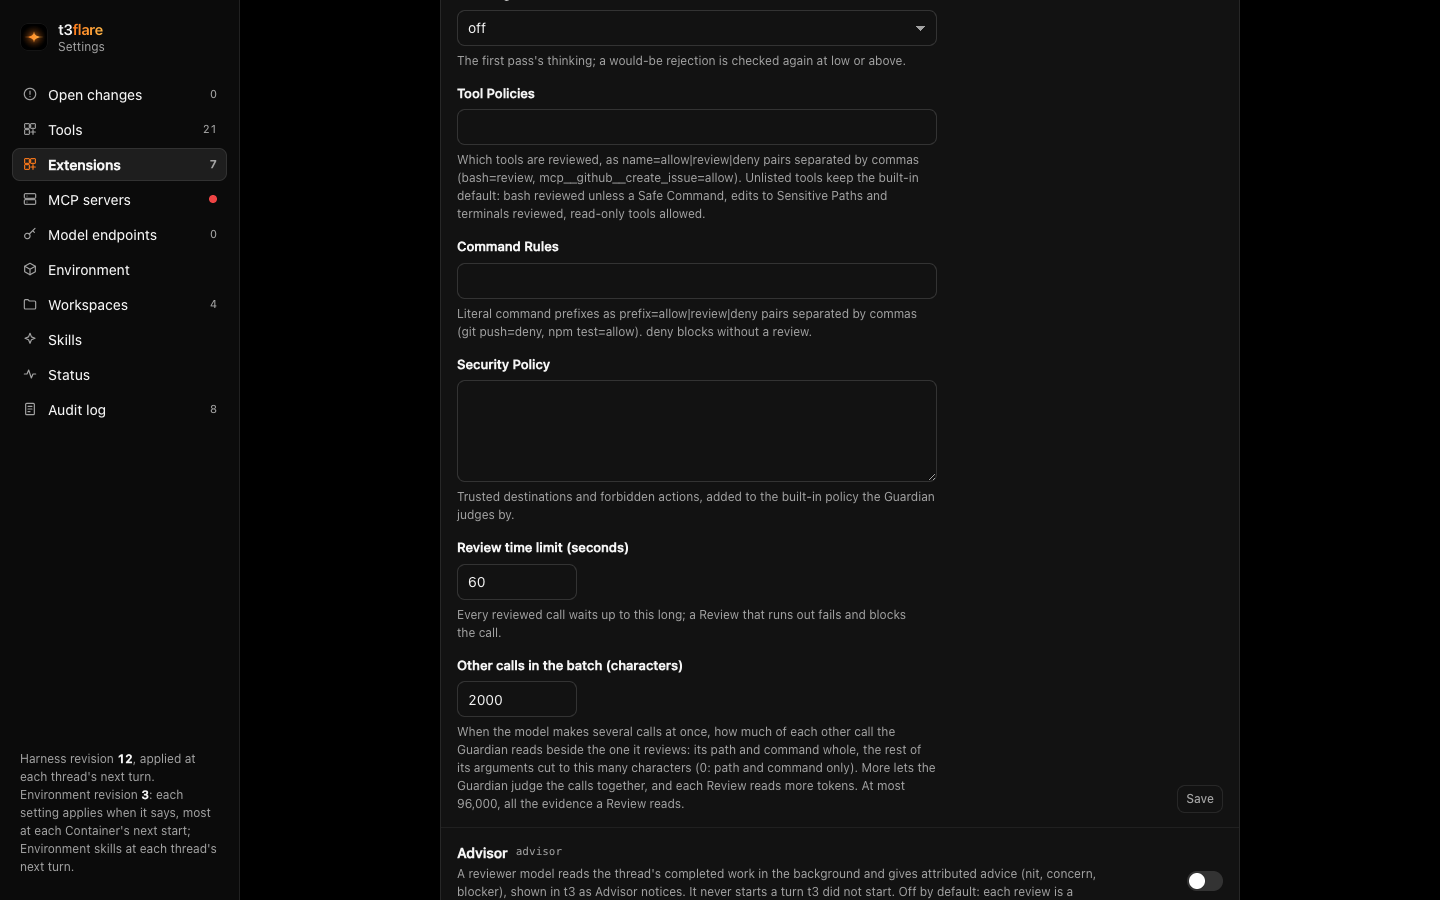 t3flare
Settings
Open changes 0
Tools 21
Extensions 7
MCP servers
Model endpoints 0
Environment
Workspaces 4
Skills
Status
Audit log 8
Harness revision 12, applied at
each thread's next turn.
Environment revision 3: each
setting applies when it says, most
at each Container's next start;
Environment skills at each thread's
next turn.
off
The first pass's thinking; a would-be rejection is checked again at low or above.
Tool Policies
Which tools are reviewed, as name=allow|review|deny pairs separated by commas
(bash=review, mcp__github__create_issue=allow). Unlisted tools keep the built-in
default: bash reviewed unless a Safe Command, edits to Sensitive Paths and
terminals reviewed, read-only tools allowed.
Command Rules
Literal command prefixes as prefix=allow|review|deny pairs separated by commas
(git push=deny, npm test=allow). deny blocks without a review.
Security Policy
Trusted destinations and forbidden actions, added to the built-in policy the Guardian
judges by.
Review time limit (seconds)
60
Every reviewed call waits up to this long; a Review that runs out fails and blocks
the call.
Other calls in the batch (characters)
2000
When the model makes several calls at once, how much of each other call the
Guardian reads beside the one it reviews: its path and command whole, the rest of
its arguments cut to this many characters (0: path and command only). More lets the
Guardian judge the calls together, and each Review reads more tokens. At most
96,000, all the evidence a Review reads.
Save
Advisor advisor
A reviewer model reads the thread's completed work in the background and gives attributed advice (nit, concern,
blocker), shown in t3 as Advisor notices. It never starts a turn t3 did not start. Off by default: each review is a